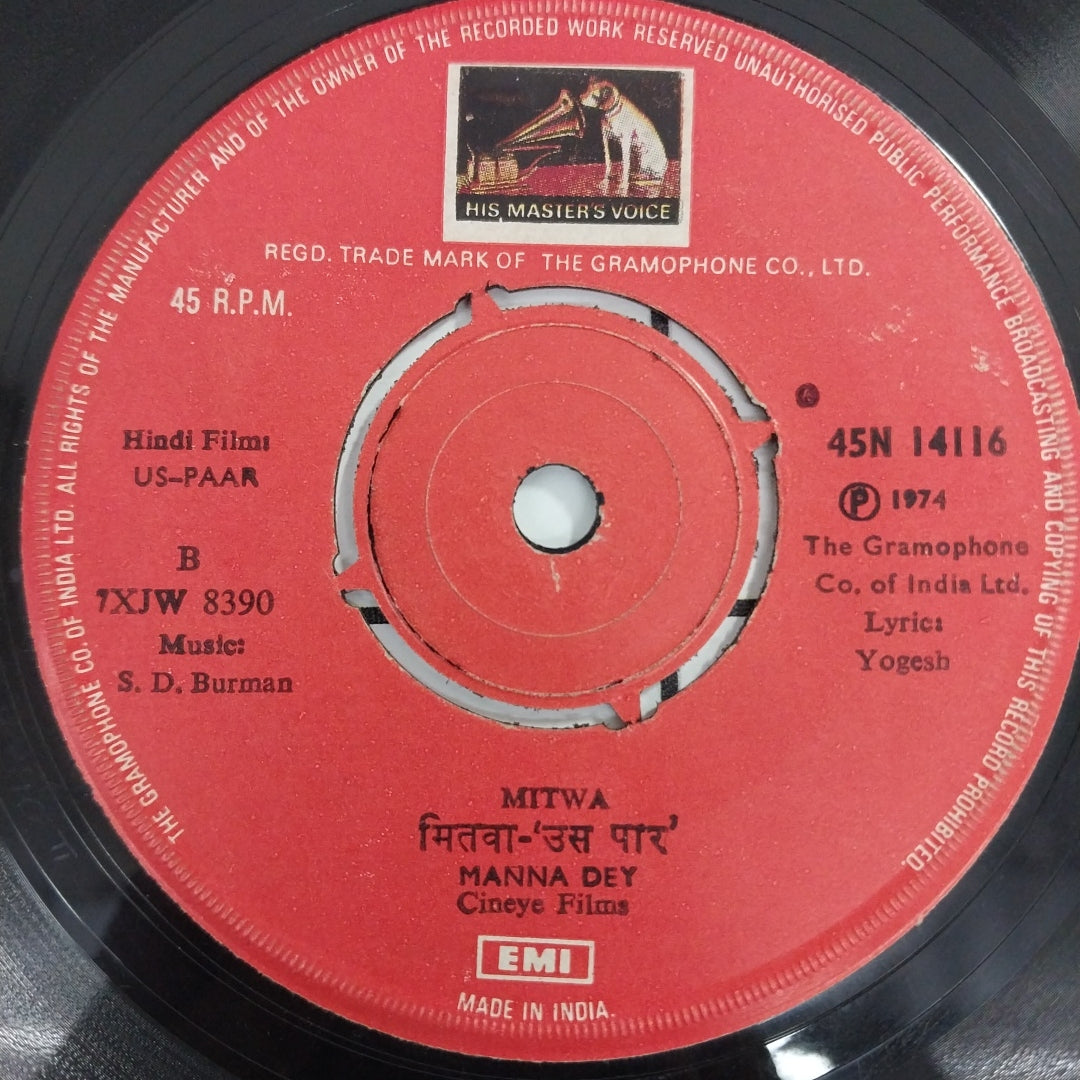 THE GRAMOPHONE CO. OF INDIA LTD. ALL RIGHTS OF THE MANUFACTURER AND OF THE OWNER OF THE RECORDED WORK RESERVED UNAUTHORISED PUBLIC PERFORMANCE BROADCASTING AND COPYING OF THIS RECORD PROHIBITED.
HIS MASTER'S VOICE
REGD. TRADE MARK OF THE GRAMOPHONE CO., LTD.
45 R.P.M.
Hindi Film:
US-PAAR
B
7XJW 8390
Music:
S. D. Burman
45N 14116
Ⓟ 1974
The Gramophone
Co. of India Ltd.
Lyric:
Yogesh
MITWA
मितवा-‘उस पार’
MANNA DEY
Cineye Films
EMI
MADE IN INDIA.